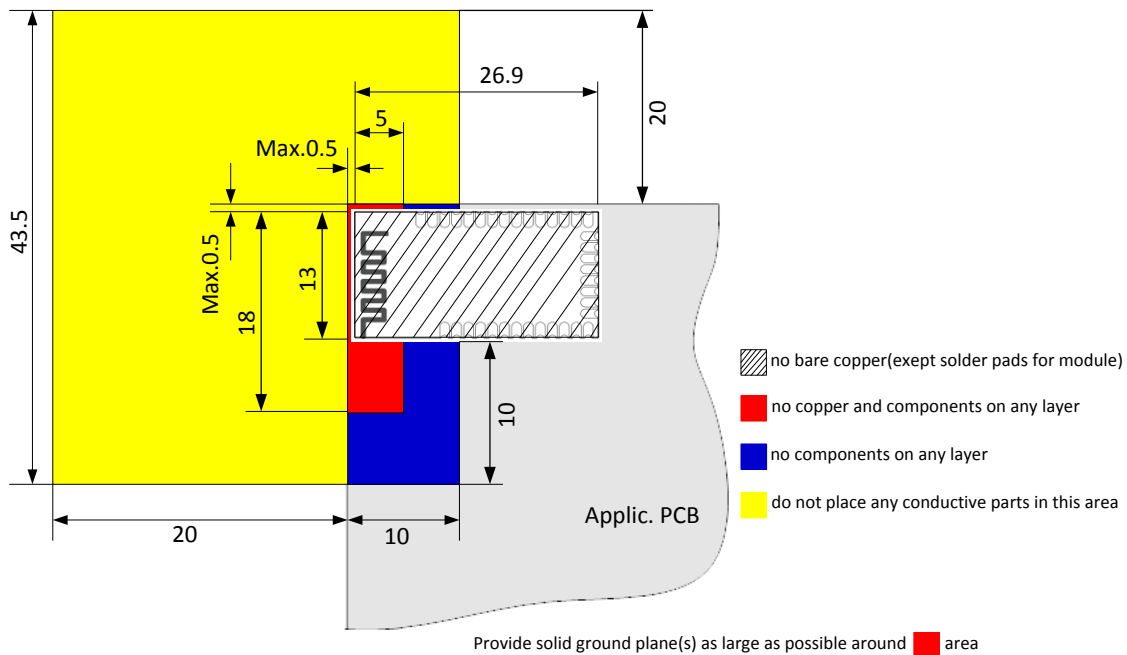 26.9
20
5
Max.0.5
43.5
Max.0.5
13
18
10
no bare copper(exept solder pads for module)
no copper and components on any layer
no components on any layer
do not place any conductive parts in this area
Applic. PCB
20
10
Provide solid ground plane(s) as large as possible around area